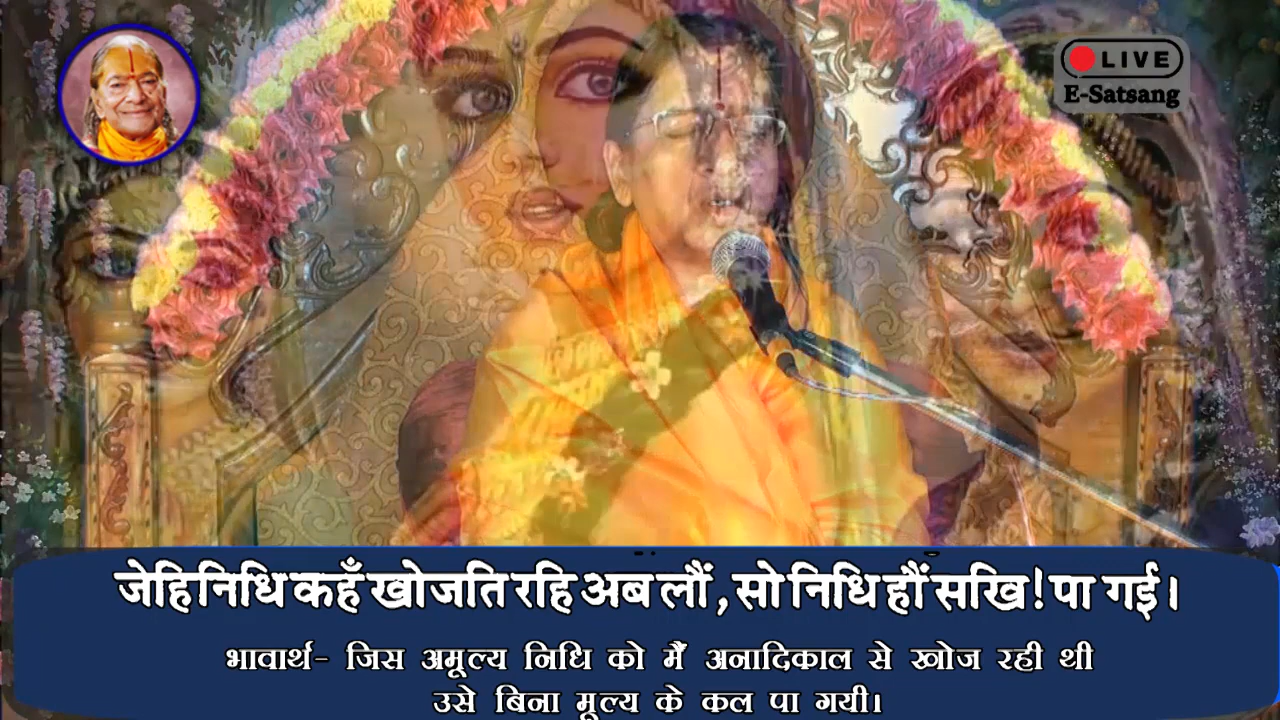 LIVE
E-Satsang
जेहि निधि कहँ खोजति रहि अब लौं, सो निधि हौं सखि! पा गई।
भावार्थ- जिस अमूल्य निधि को मैं अनादिकाल से खोज रही थी
उसे बिना मूल्य के कल पा गयी।